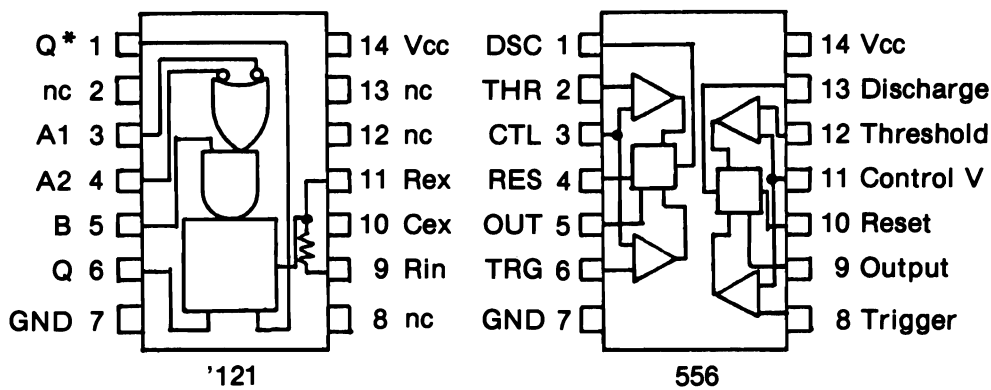 Q* 1
nc 2
A1 3
A2 4
B 5
Q 6
GND 7
14 Vcc
13 nc
12 nc
11 Rex
10 Cex
9 Rin
8 nc
'121
DSC 1
THR 2
CTL 3
RES 4
OUT 5
TRG 6
GND 7
14 Vcc
13 Discharge
12 Threshold
11 Control V
10 Reset
9 Output
8 Trigger
556